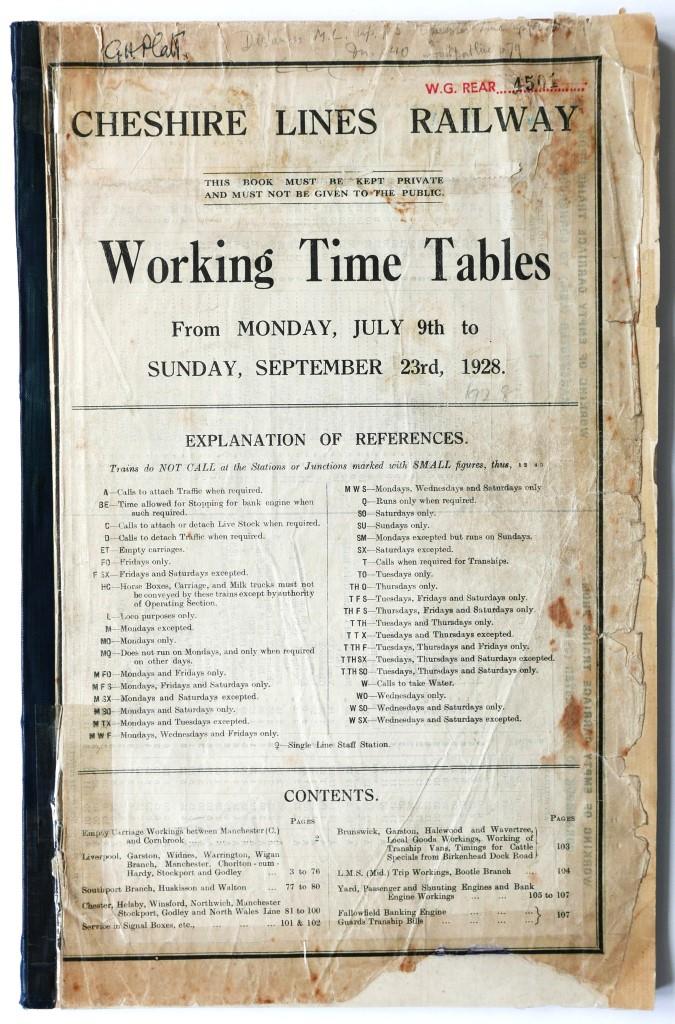 G.H. Platt.
W.G. REAR 4501
CHESHIRE LINES RAILWAY
THIS BOOK MUST BE KEPT PRIVATE
AND MUST NOT BE GIVEN TO THE PUBLIC.
Working Time Tables
From MONDAY, JULY 9th to
SUNDAY, SEPTEMBER 23rd, 1928.
1928
EXPLANATION OF REFERENCES.
Trains do NOT CALL at the Stations or Junctions marked with SMALL figures, thus, 12 45
A—Calls to attach Traffic when required.
BE—Time allowed for Stopping for bank engine when
such required.
C—Calls to attach or detach Live Stock when required.
D—Calls to detach Traffic when required.
ET—Empty carriages.
FO—Fridays only.
F SX—Fridays and Saturdays excepted.
HC—Horse Boxes, Carriage, and Milk trucks must not
be conveyed by these trains except by authority
of Operating Section.
L—Loco purposes only.
M—Mondays excepted.
MO—Mondays only.
MQ—Does not run on Mondays, and only when required
on other days.
M FO—Mondays and Fridays only.
M F S—Mondays, Fridays and Saturdays only.
M SX—Mondays and Saturdays excepted.
M SO—Mondays and Saturdays only.
M TX—Mondays and Tuesdays excepted.
M W F—Mondays, Wednesdays and Fridays only.
M W S—Mondays, Wednesdays and Saturdays only
Q—Runs only when required.
SO—Saturdays only.
SU—Sundays only.
SM—Mondays excepted but runs on Sundays.
SX—Saturdays excepted.
T—Calls when required for Tranships.
TO—Tuesdays only.
TH O—Thursdays only.
T F S—Tuesdays, Fridays and Saturdays only.
TH F S—Thursdays, Fridays and Saturdays only.
T TH—Tuesdays and Thursdays only.
T T X—Tuesdays and Thursdays excepted.
T TH F—Tuesdays, Thursdays and Fridays only.
T TH SX—Tuesdays, Thursdays and Saturdays excepted.
T TH SO—Tuesdays, Thursdays and Saturdays only.
W—Calls to take Water.
WO—Wednesdays only.
W SO—Wednesdays and Saturdays only.
W SX—Wednesdays and Saturdays excepted.
♀—Single Line Staff Station.
CONTENTS.
PAGES
Empty Carriage Workings between Manchester (C.)
and Cornbrook ... 2
Liverpool, Garston, Widnes, Warrington, Wigan
Branch, Manchester, Chorlton-cum-
Hardy, Stockport and Godley ... 3 to 76
Southport Branch, Huskisson and Walton ... 77 to 80
Chester, Helsby, Winsford, Northwich, Manchester
Stockport, Godley and North Wales Line 81 to 100
Service in Signal Boxes, etc., ... 101 & 102
PAGES
Brunswick, Garston, Halewood and Wavertree,
Local Goods Workings, Working of
Tranship Vans, Timings for Cattle
Specials from Birkenhead Dock Road 103
L.M.S. (Mid.) Trip Workings, Bootle Branch ... 104
Yard, Passenger and Shunting Engines and Bank
Engine Workings ... 105 to 107
Fallowfield Banking Engine ...
Guards Tranship Bills ... 107